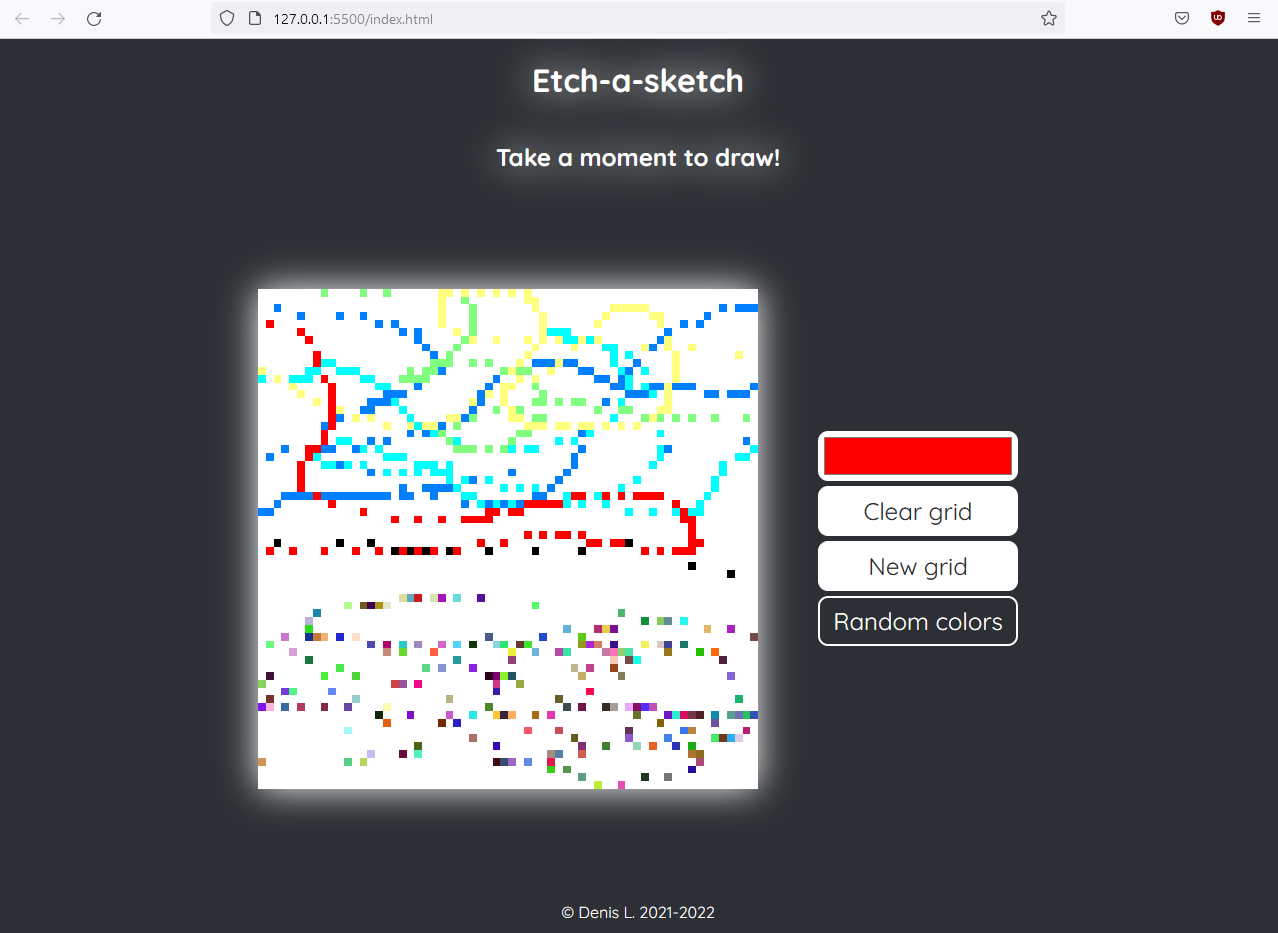 127.0.0.1:5500/index.html
Etch-a-sketch
Take a moment to draw!
Clear grid
New grid
Random colors
© Denis L. 2021-2022